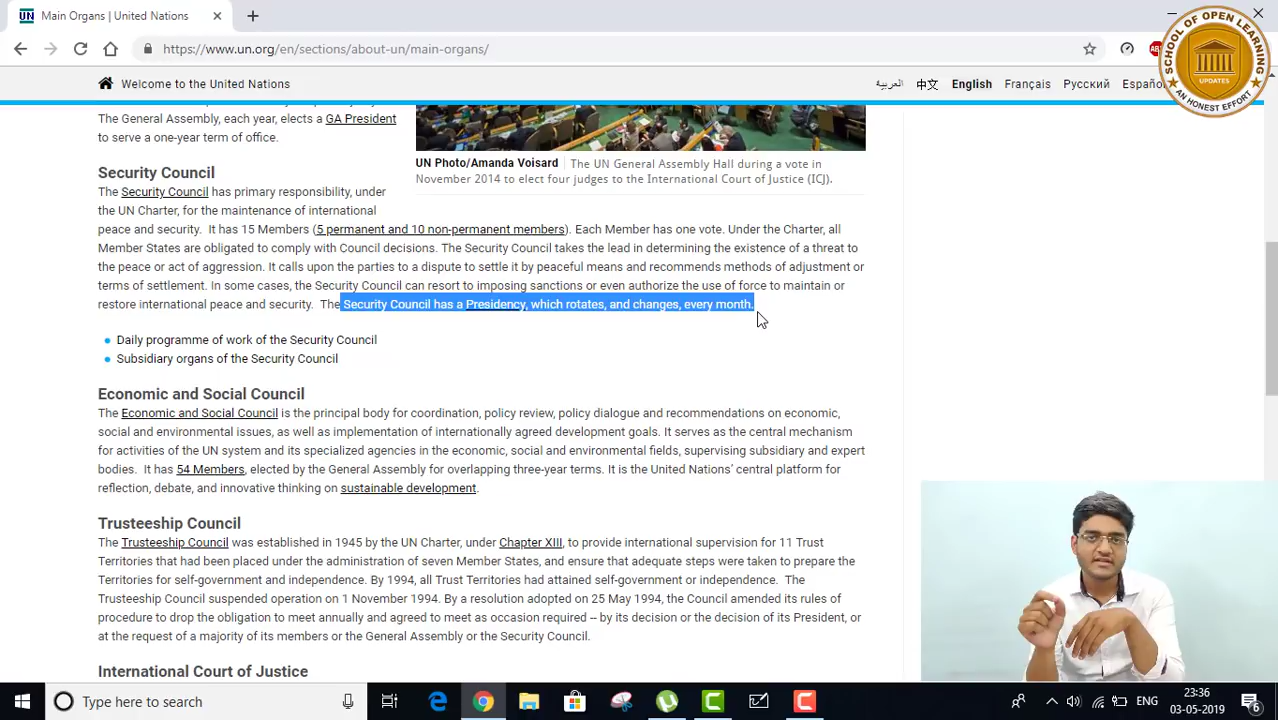 Main Organs | United Nations
https://www.un.org/en/sections/about-un/main-organs/
SCHOOL OF OPEN LEARNING
UPDATES
AN HONEST EFFORT
Welcome to the United Nations
العربية 中文 English Français Русский Españo
The General Assembly, each year, elects a GA President
to serve a one-year term of office.
UN Photo/Amanda Voisard | The UN General Assembly Hall during a vote in
November 2014 to elect four judges to the International Court of Justice (ICJ).
Security Council
The Security Council has primary responsibility, under
the UN Charter, for the maintenance of international
peace and security. It has 15 Members (5 permanent and 10 non-permanent members). Each Member has one vote. Under the Charter, all
Member States are obligated to comply with Council decisions. The Security Council takes the lead in determining the existence of a threat to
the peace or act of aggression. It calls upon the parties to a dispute to settle it by peaceful means and recommends methods of adjustment or
terms of settlement. In some cases, the Security Council can resort to imposing sanctions or even authorize the use of force to maintain or
restore international peace and security. The Security Council has a Presidency, which rotates, and changes, every month.
Daily programme of work of the Security Council
Subsidiary organs of the Security Council
Economic and Social Council
The Economic and Social Council is the principal body for coordination, policy review, policy dialogue and recommendations on economic,
social and environmental issues, as well as implementation of internationally agreed development goals. It serves as the central mechanism
for activities of the UN system and its specialized agencies in the economic, social and environmental fields, supervising subsidiary and expert
bodies. It has 54 Members, elected by the General Assembly for overlapping three-year terms. It is the United Nations' central platform for
reflection, debate, and innovative thinking on sustainable development.
Trusteeship Council
The Trusteeship Council was established in 1945 by the UN Charter, under Chapter XIII, to provide international supervision for 11 Trust
Territories that had been placed under the administration of seven Member States, and ensure that adequate steps were taken to prepare the
Territories for self-government and independence. By 1994, all Trust Territories had attained self-government or independence. The
Trusteeship Council suspended operation on 1 November 1994. By a resolution adopted on 25 May 1994, the Council amended its rules of
procedure to drop the obligation to meet annually and agreed to meet as occasion required -- by its decision or the decision of its President, or
at the request of a majority of its members or the General Assembly or the Security Council.
International Court of Justice
Type here to search
ENG
23:36
03-05-2019
6